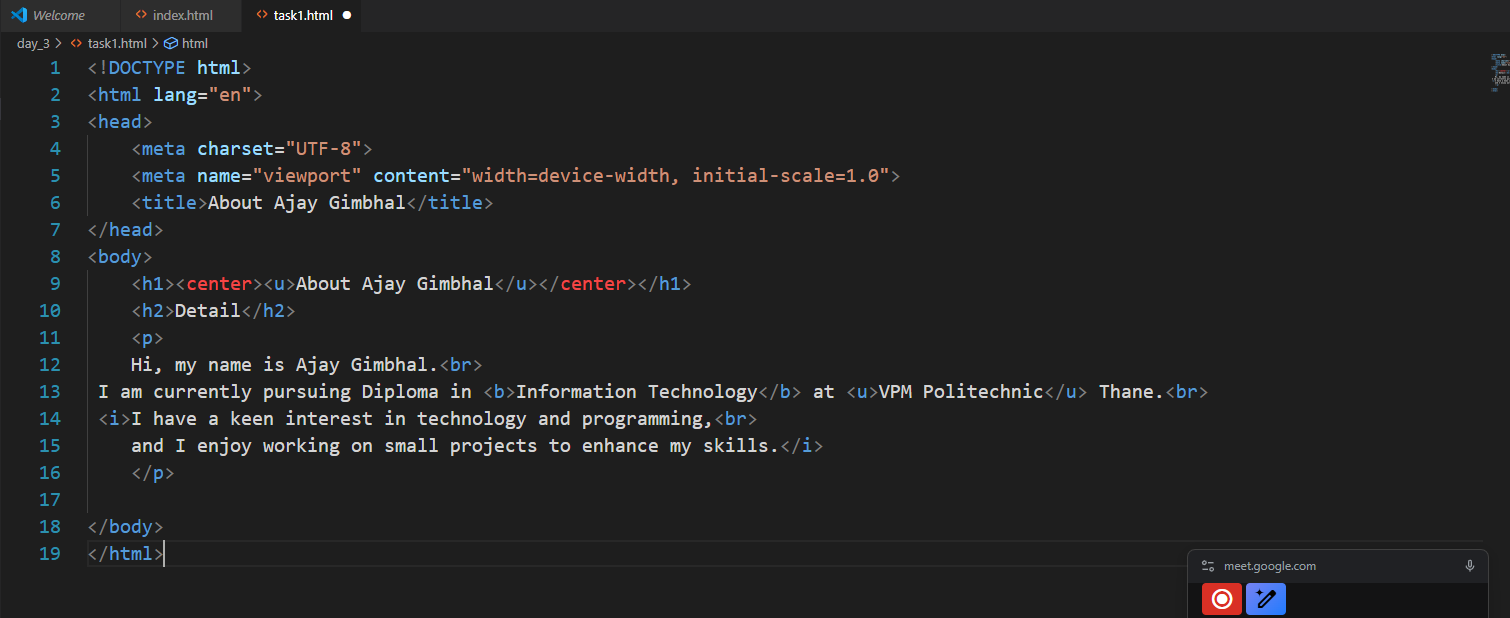 Welcome index.html task1.html
day_3 > task1.html > html
1 <!DOCTYPE html>
2 <html lang="en">
3 <head>
4     <meta charset="UTF-8">
5     <meta name="viewport" content="width=device-width, initial-scale=1.0">
6     <title>About Ajay Gimbhal</title>
7 </head>
8 <body>
9     <h1><center><u>About Ajay Gimbhal</u></center></h1>
10     <h2>Detail</h2>
11     <p>
12     Hi, my name is Ajay Gimbhal.<br>
13  I am currently pursuing Diploma in <b>Information Technology</b> at <u>VPM Politechnic</u> Thane.<br>
14  <i>I have a keen interest in technology and programming,<br>
15     and I enjoy working on small projects to enhance my skills.</i>
16     </p>
17
18 </body>
19 </html>
meet.google.com